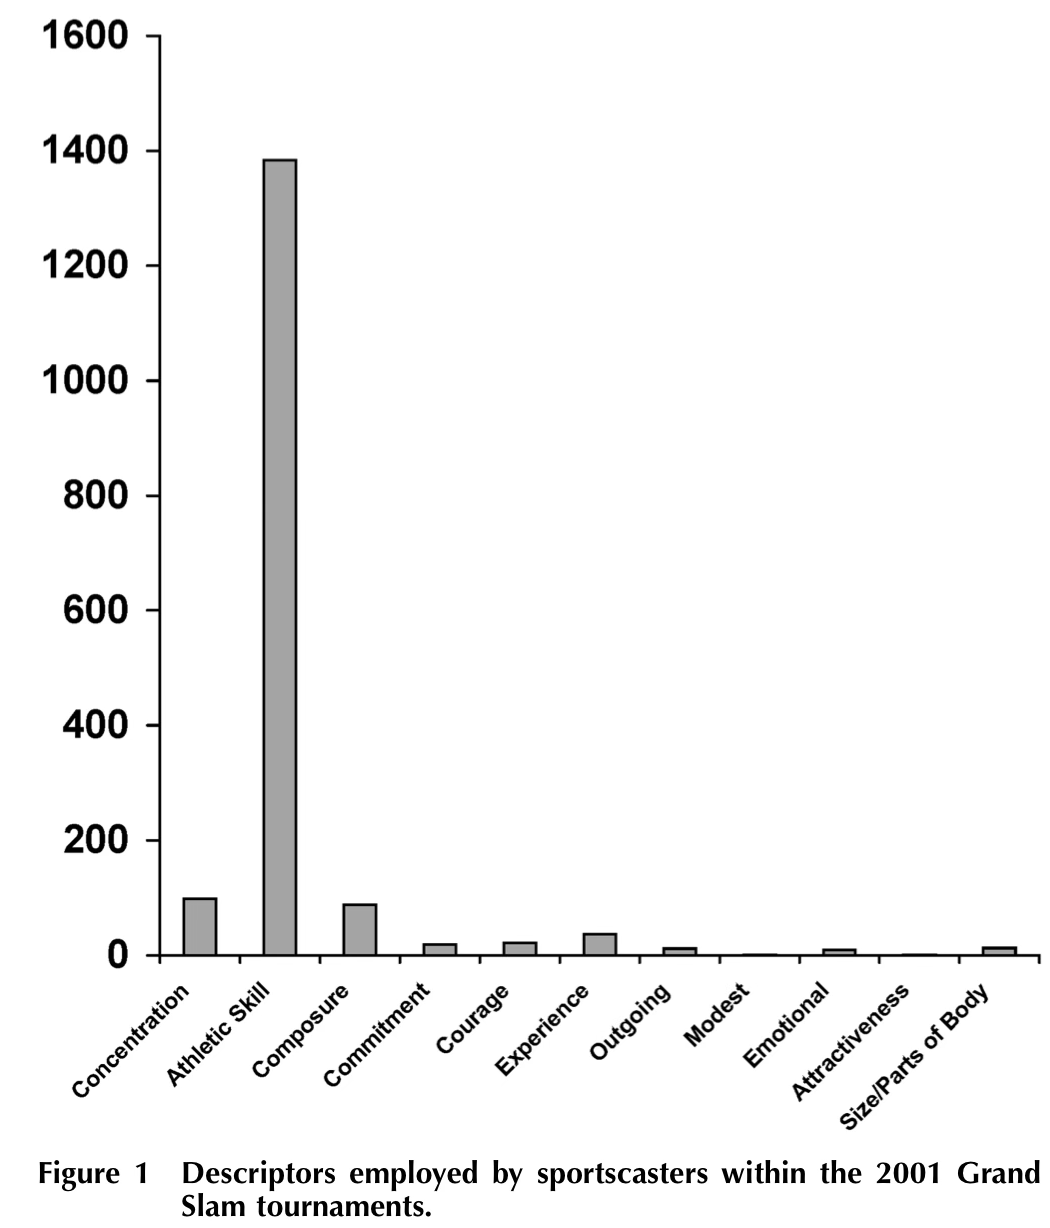 1600
1400
1200
1000
800
600
400
200
0
Concentration
Athletic Skill
Composure
Commitment
Courage
Experience
Outgoing
Modest
Emotional
Attractiveness
Size/Parts of Body
Figure 1 Descriptors employed by sportscasters within the 2001 Grand
Slam tournaments.